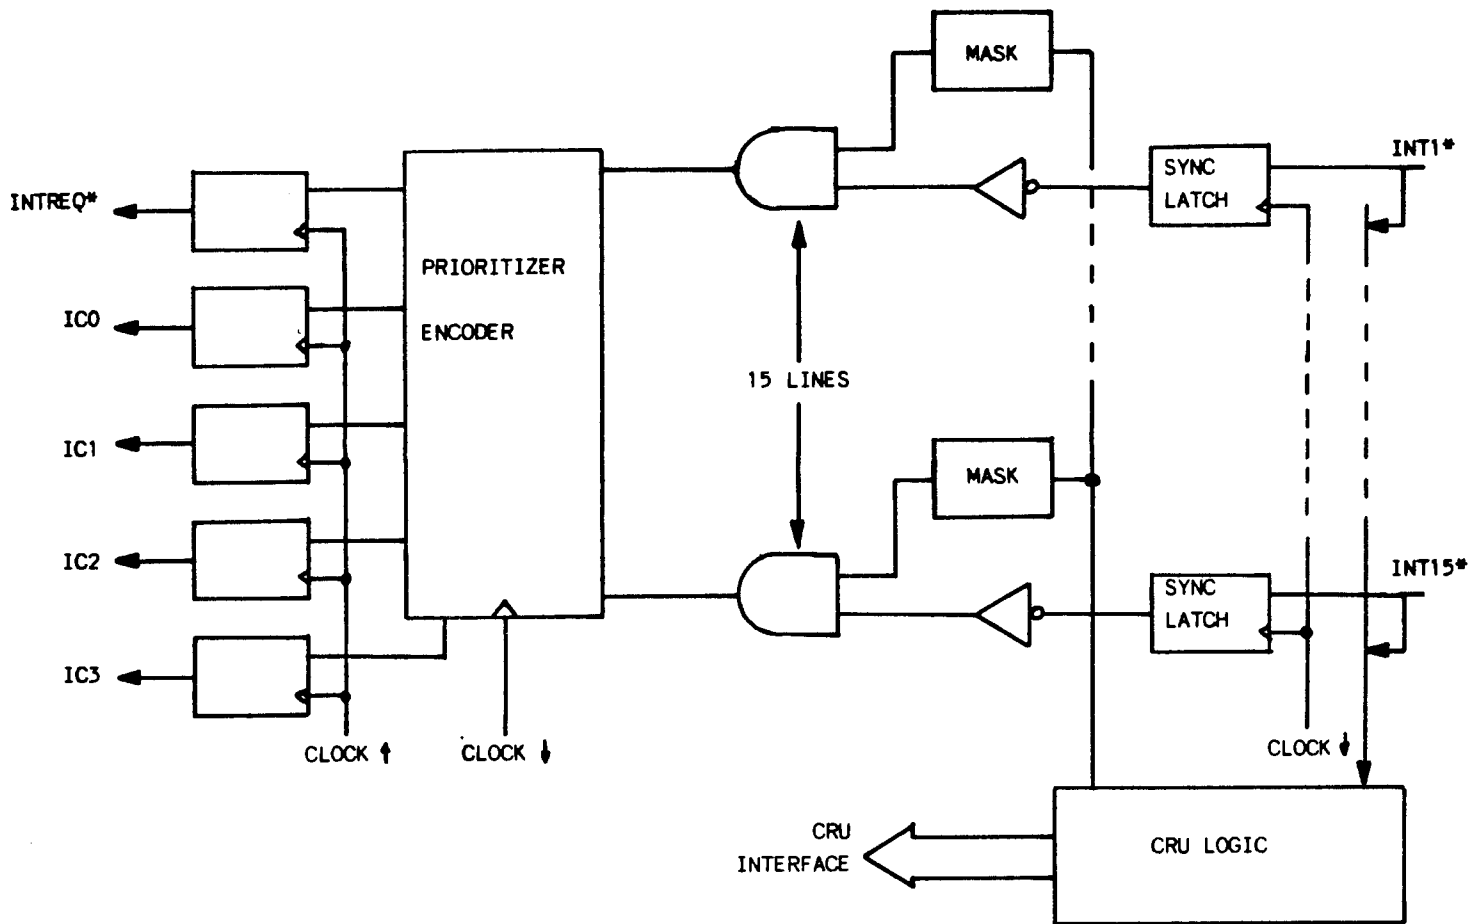 MASK
INT1*
SYNC
LATCH
INTREQ*
PRIORITIZER
ENCODER
IC0
15 LINES
IC1
MASK
IC2
INT15*
SYNC
LATCH
IC3
CLOCK ↑
CLOCK ↓
CLOCK ↓
CRU
INTERFACE
CRU LOGIC